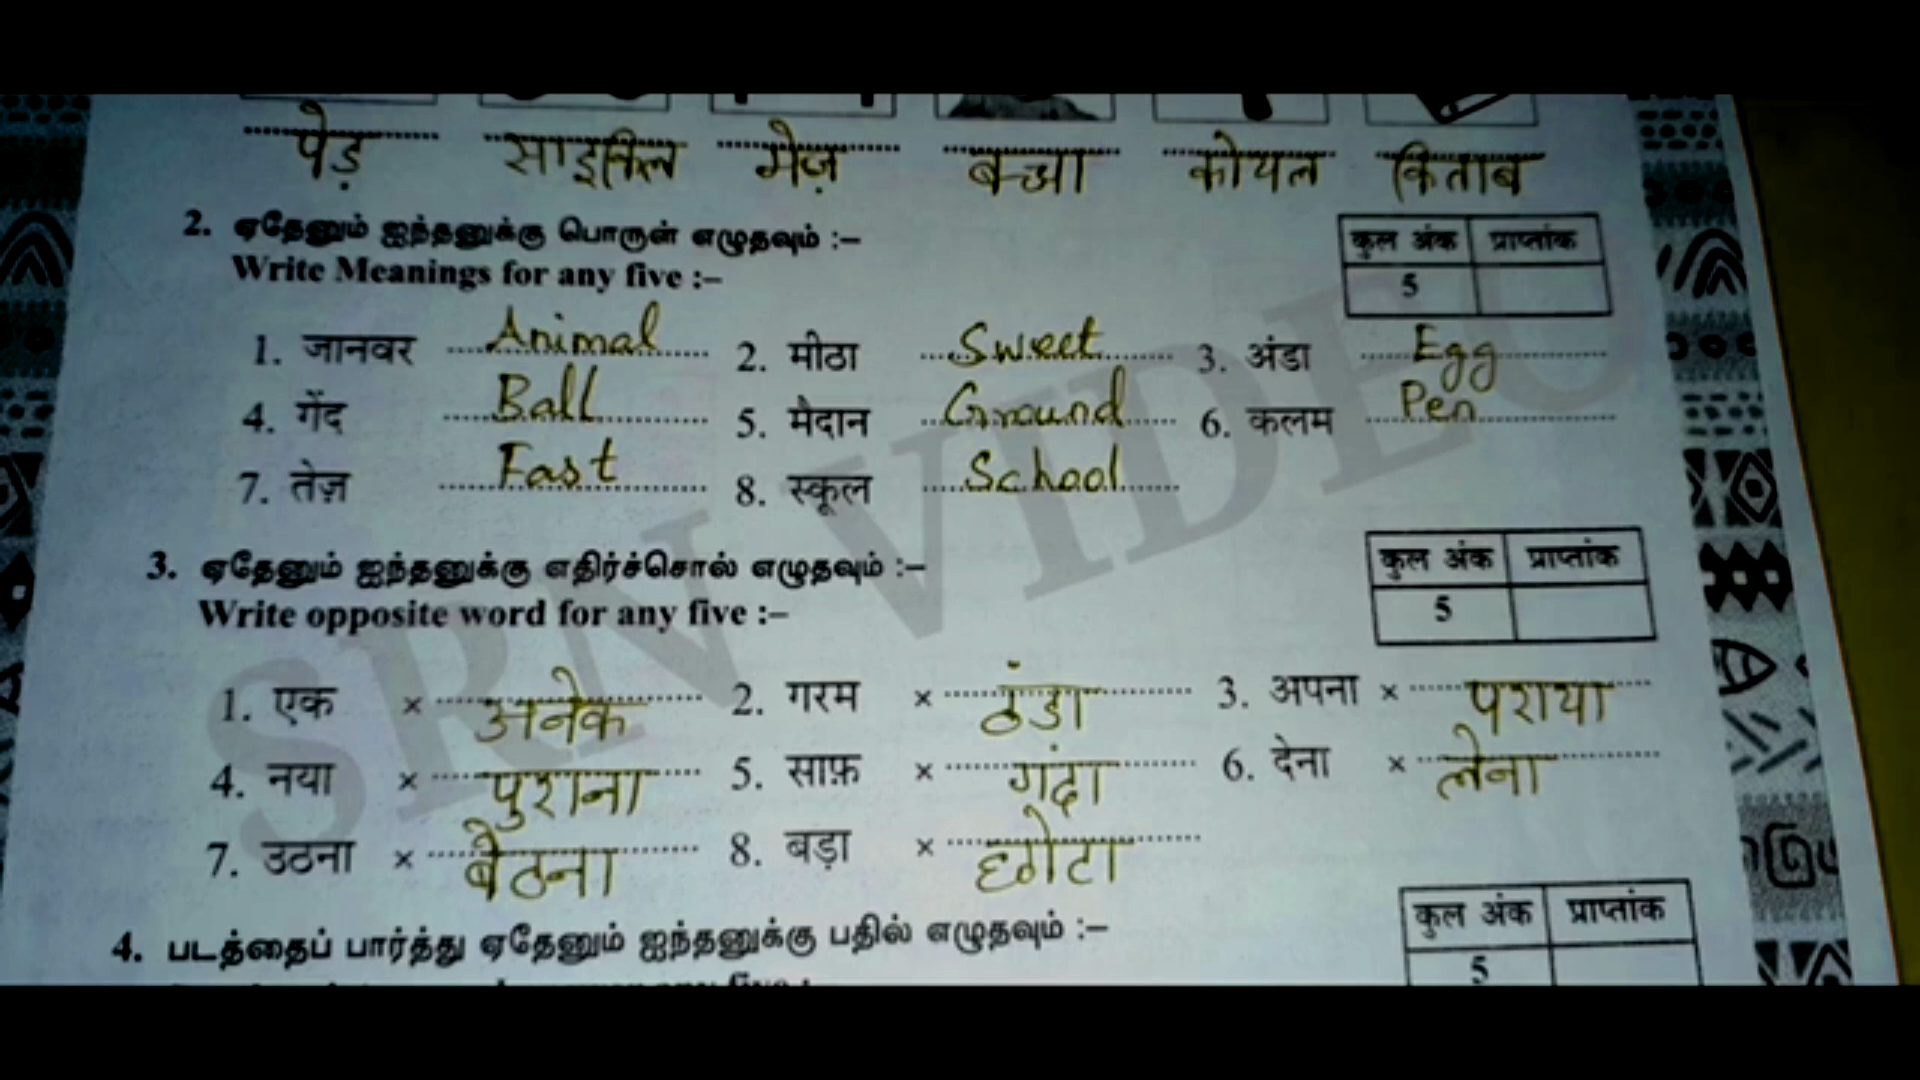 पेड़ साइकिल मेज़ बच्चा कोयल किताब
2. ஏதேனும் ஐந்தனுக்கு பொருள் எழுதவும் :–
कुल अंक प्राप्तांक
Write Meanings for any five :–
5
1. जानवर Animal 2. मीठा Sweet 3. अंडा Egg
4. गेंद Ball 5. मैदान Ground 6. कलम Pen
7. तेज़ Fast 8. स्कूल School
3. ஏதேனும் ஐந்தனுக்கு எதிர்ச்சொல் எழுதவும் :–
कुल अंक प्राप्तांक
Write opposite word for any five :–
5
1. एक × अनेक 2. गरम × ठंडा 3. अपना × पराया
4. नया × पुराना 5. साफ़ × गंदा 6. देना × लेना
7. उठना × बैठना 8. बड़ा × छोटा
4. படத்தைப் பார்த்து ஏதேனும் ஐந்தனுக்கு பதில் எழுதவும் :–
कुल अंक प्राप्तांक
5
SRN VIDEO